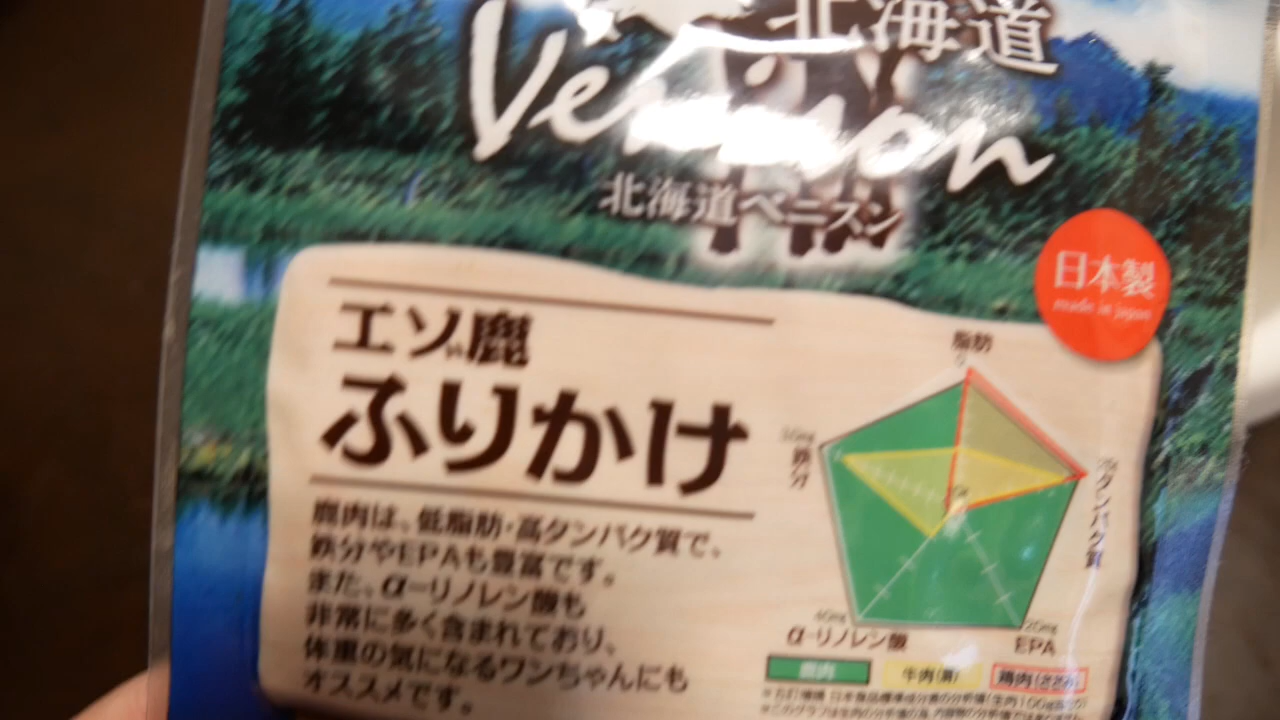 北海道
Venison
北海道ベニスン
日本製
made in japan
エゾ鹿
ふりかけ
鹿肉は、低脂肪・高タンパク質で、
鉄分やEPAも豊富です。
また、α-リノレン酸も
非常に多く含まれており、
体重の気になるワンちゃんにも
オススメです。
脂肪
鉄分
タンパク質
α-リノレン酸
EPA
鹿肉
牛肉(肩)
鶏肉(ささみ)